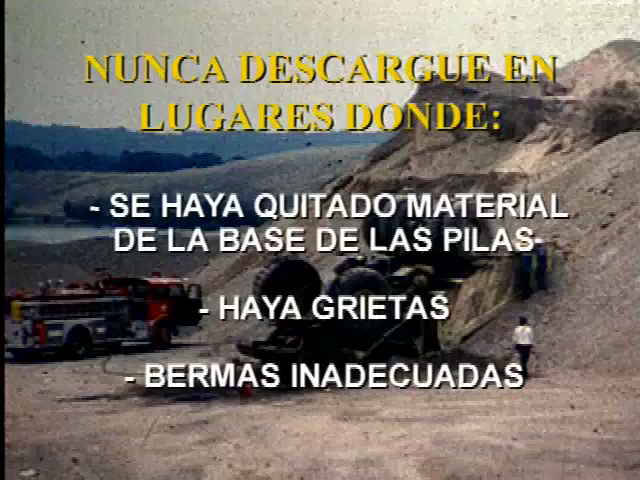 NUNCA DESCARGUE EN
LUGARES DONDE:
- SE HAYA QUITADO MATERIAL
DE LA BASE DE LAS PILAS-
- HAYA GRIETAS
- BERMAS INADECUADAS